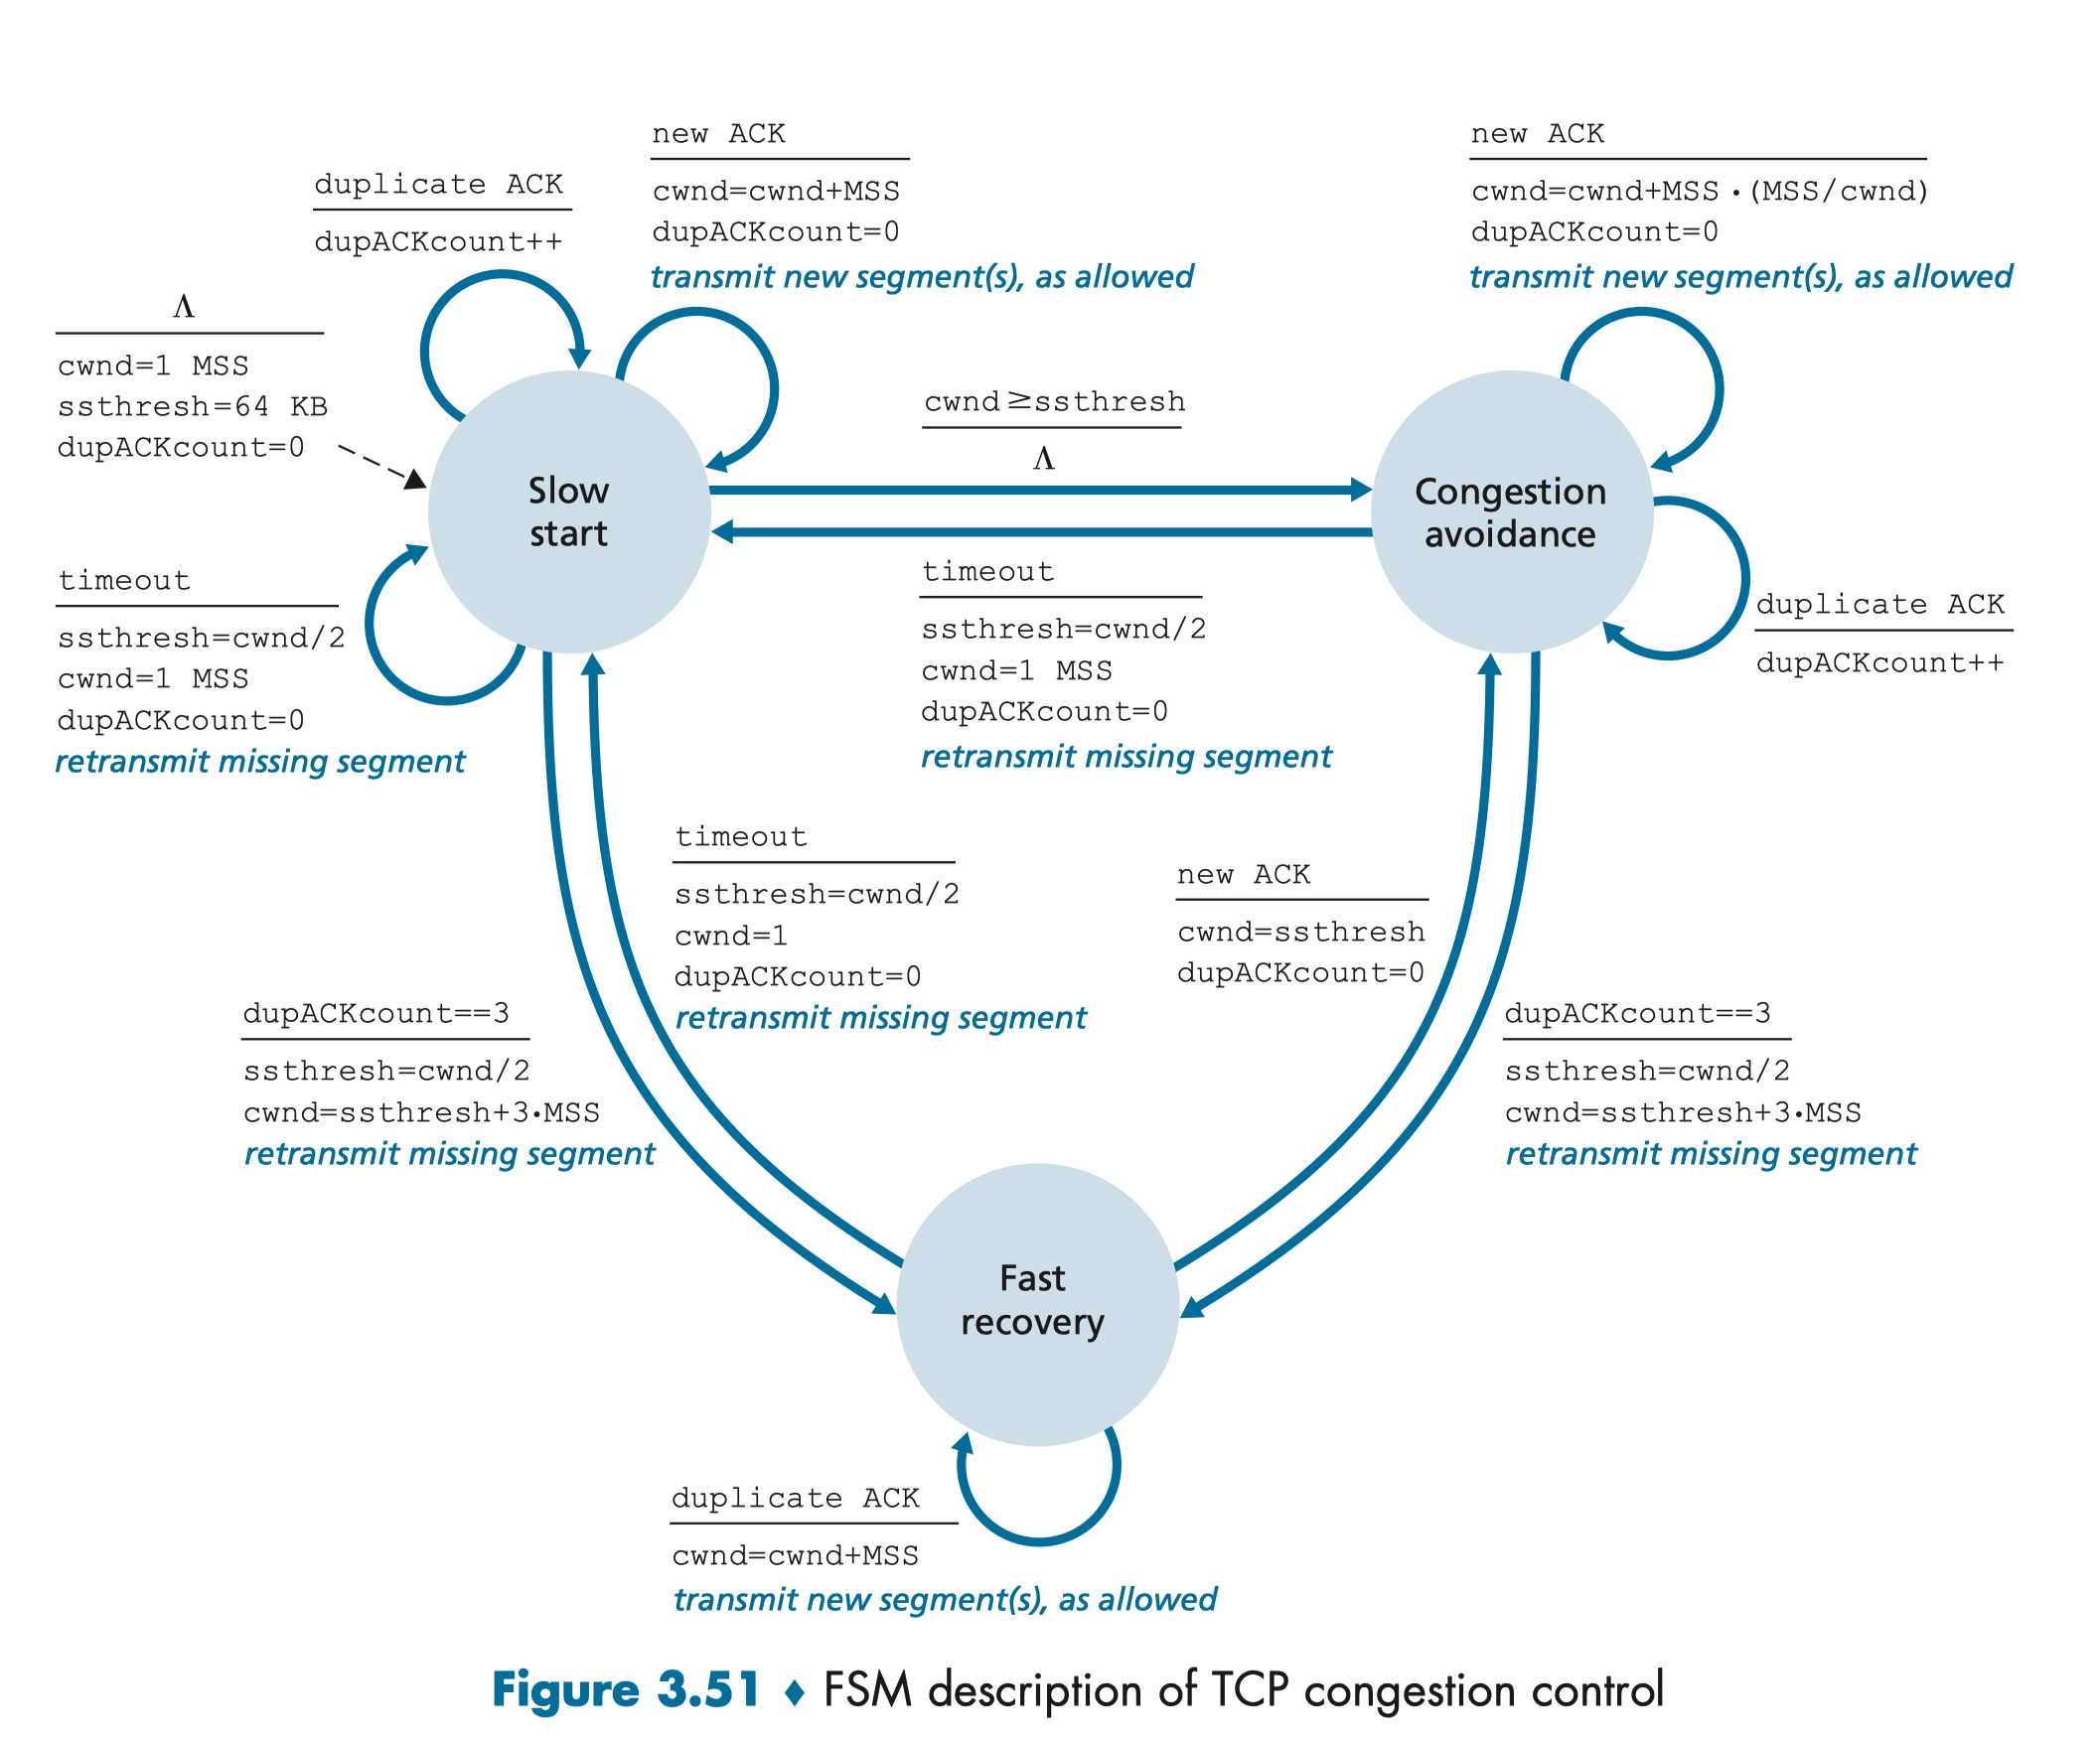 new ACK
cwnd=cwnd+MSS
dupACKcount=0
transmit new segment(s), as allowed
new ACK
cwnd=cwnd+MSS·(MSS/cwnd)
dupACKcount=0
transmit new segment(s), as allowed
duplicate ACK
dupACKcount++
Λ
cwnd=1 MSS
ssthresh=64 KB
dupACKcount=0
cwnd≥ssthresh
Λ
Slow
start
Congestion
avoidance
timeout
ssthresh=cwnd/2
cwnd=1 MSS
dupACKcount=0
retransmit missing segment
timeout
ssthresh=cwnd/2
cwnd=1 MSS
dupACKcount=0
retransmit missing segment
duplicate ACK
dupACKcount++
timeout
ssthresh=cwnd/2
cwnd=1
dupACKcount=0
retransmit missing segment
new ACK
cwnd=ssthresh
dupACKcount=0
dupACKcount==3
ssthresh=cwnd/2
cwnd=ssthresh+3·MSS
retransmit missing segment
dupACKcount==3
ssthresh=cwnd/2
cwnd=ssthresh+3·MSS
retransmit missing segment
Fast
recovery
duplicate ACK
cwnd=cwnd+MSS
transmit new segment(s), as allowed
Figure 3.51 ♦ FSM description of TCP congestion control